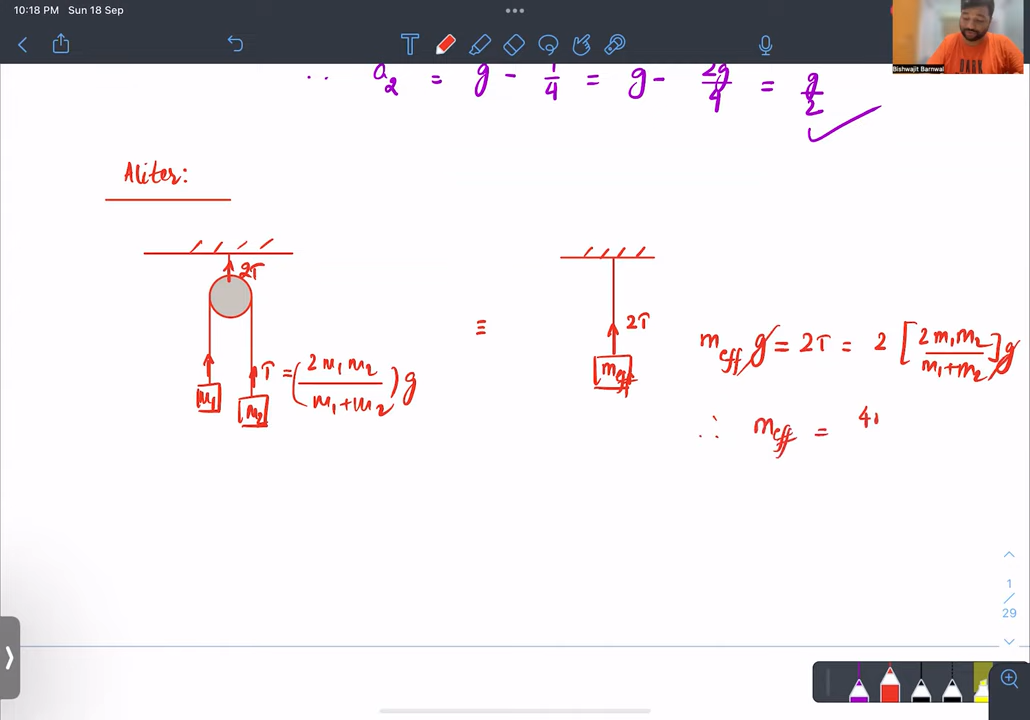 10:18 PM Sun 18 Sep
Bishwajit Barnwal
DARK
∴ a₂ = g - T/4 = g - 2g/4 = g/2
Aliter:
2T
T = (2m₁m₂/m₁+m₂)g
m₁
m₂
≡
2T
m_eff
m_eff g = 2T = 2[2m₁m₂/m₁+m₂]g
∴ m_eff = 4
1
/
29